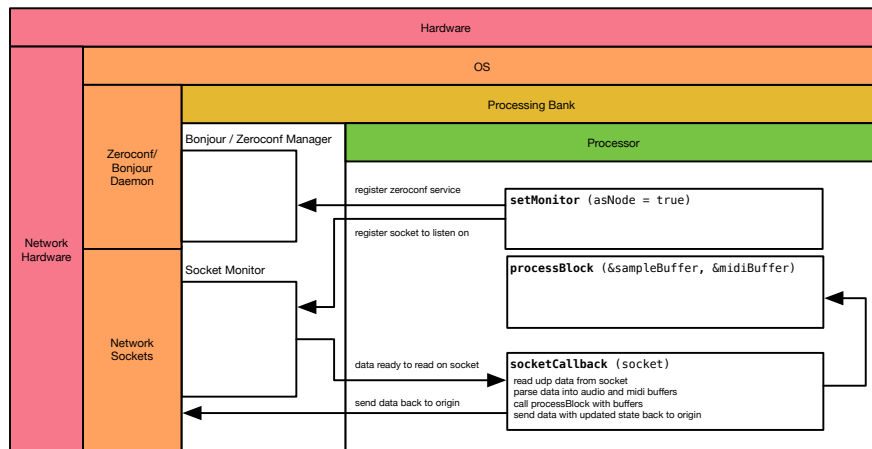 Hardware
OS
Processing Bank
Bonjour / Zeroconf Manager
Processor
Zeroconf/
Bonjour
Daemon
register zeroconf service
setMonitor (asNode = true)
register socket to listen on
Network
Hardware
processBlock (&sampleBuffer, &midiBuffer)
Socket Monitor
Network
Sockets
data ready to read on socket
socketCallback (socket)
read udp data from socket
parse data into audio and midi buffers
call processBlock with buffers
send data with updated state back to origin
send data back to origin